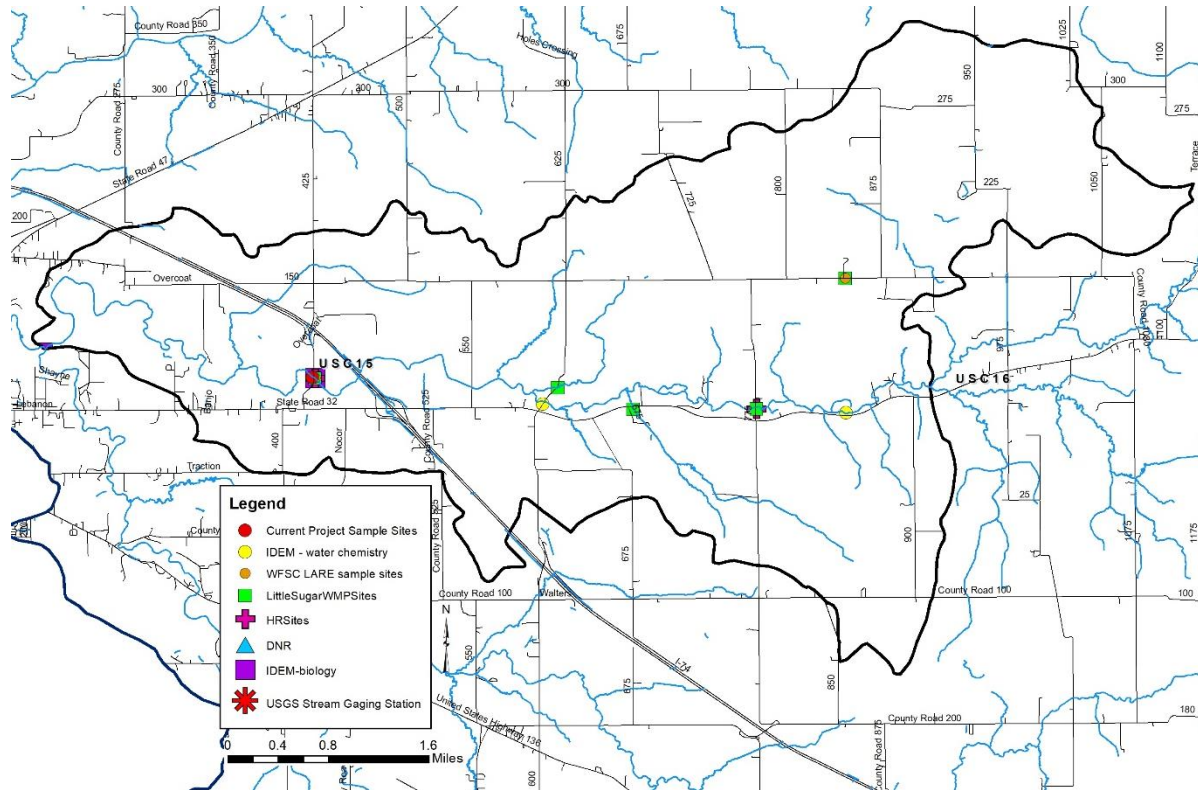 County Road 350
County Road 275
County Road 350
Holes Crossing
675
1025
1100
950
300
300
500
300
275
300
275
State Road 47
425
625
725
800
875
225
1050
Terrace
200
Overcoat
150
County Road 1
1100
Overcoat
550
975
USC15
USC16
Shayne
Lebanon
Banjo
State Road 32
County Road 525
400
Nocor
Traction
25
1075
1175
900
675
County Road 100
Walters
County Road 100
100
N
550
675
I-74
850
United States Highway 136
County Road 200
180
County Road 875
600
Legend
Current Project Sample Sites
IDEM - water chemistry
WFSC LARE sample sites
LittleSugarWMPSites
HRSites
DNR
IDEM-biology
USGS Stream Gaging Station
0 0.4 0.8 1.6 Miles